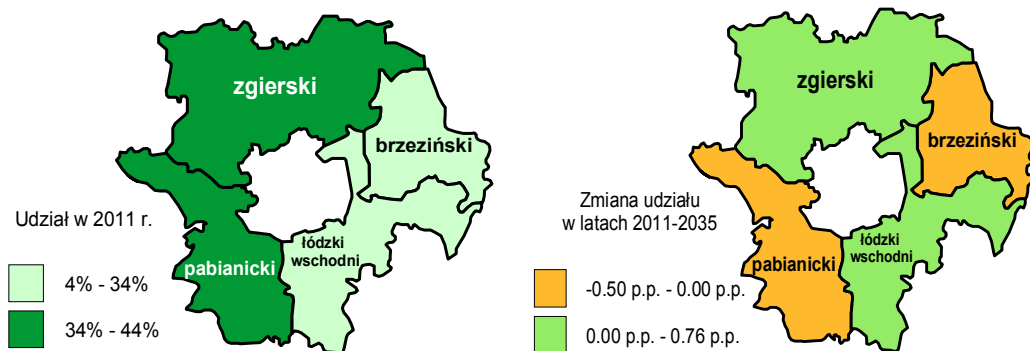 zgierski
brzeziński
Udział w 2011 r.
łódzki
wschodni
pabianicki
4% - 34%
34% - 44%
zgierski
brzeziński
Zmiana udziału
w latach 2011-2035
łódzki
wschodni
pabianicki
-0.50 p.p. - 0.00 p.p.
0.00 p.p. - 0.76 p.p.